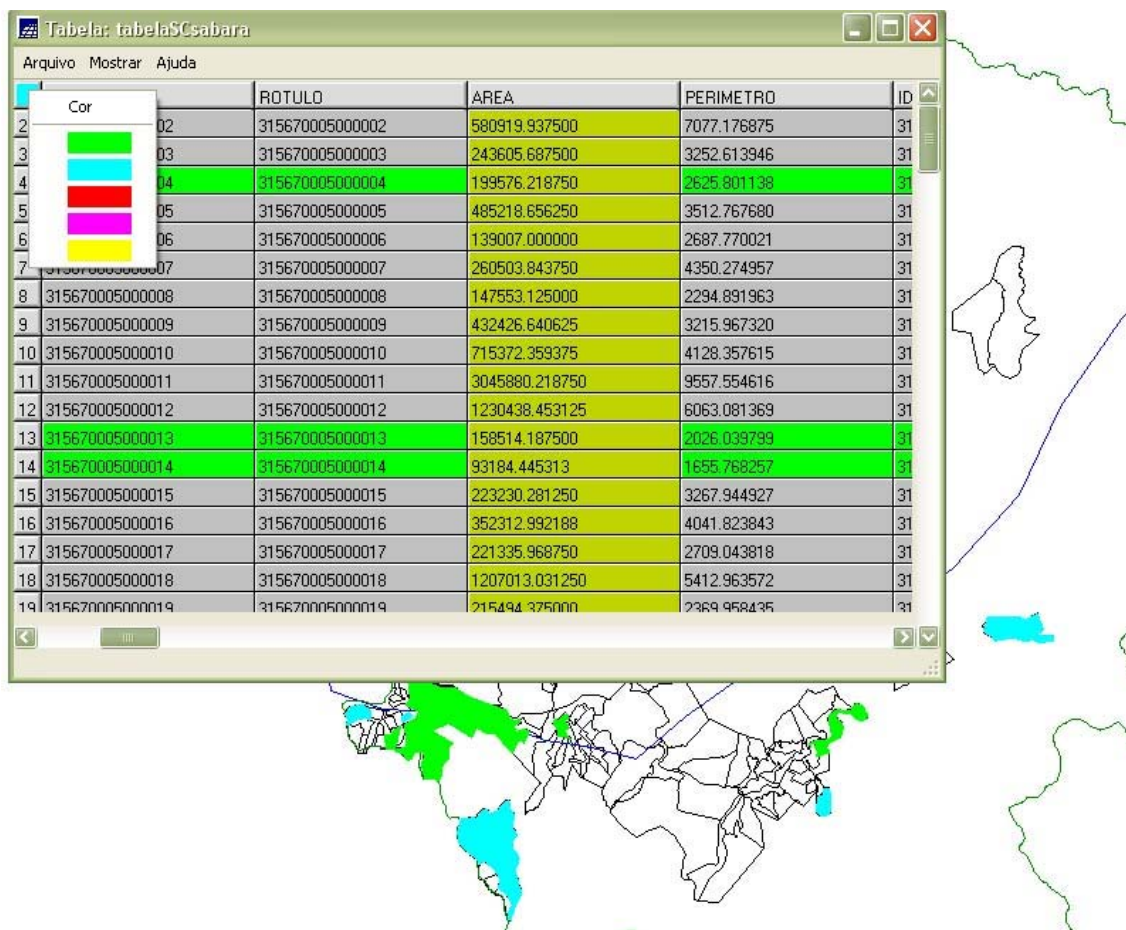 Tabela: tabelaSCsabara
Arquivo Mostrar Ajuda
Cor
ROTULO AREA PERIMETRO ID
2 02 315670005000002 580919.937500 7077.176875 31
3 03 315670005000003 243605.687500 3252.613946 31
4 04 315670005000004 199576.218750 2625.801138 31
5 05 315670005000005 485218.656250 3512.767680 31
6 06 315670005000006 139007.000000 2687.770021 31
7 315670005000007 315670005000007 260503.843750 4350.274957 31
8 315670005000008 315670005000008 147553.125000 2294.891963 31
9 315670005000009 315670005000009 432426.640625 3215.967320 31
10 315670005000010 315670005000010 715372.359375 4128.357615 31
11 315670005000011 315670005000011 3045880.218750 9557.554616 31
12 315670005000012 315670005000012 1230438.453125 6063.081369 31
13 315670005000013 315670005000013 158514.187500 2026.039799 31
14 315670005000014 315670005000014 93184.445313 1655.768257 31
15 315670005000015 315670005000015 223230.281250 3267.944927 31
16 315670005000016 315670005000016 352312.992188 4041.823843 31
17 315670005000017 315670005000017 221335.968750 2709.043818 31
18 315670005000018 315670005000018 1207013.031250 5412.963572 31
19 315670005000019 315670005000019 215494.375000 2369.958435 31